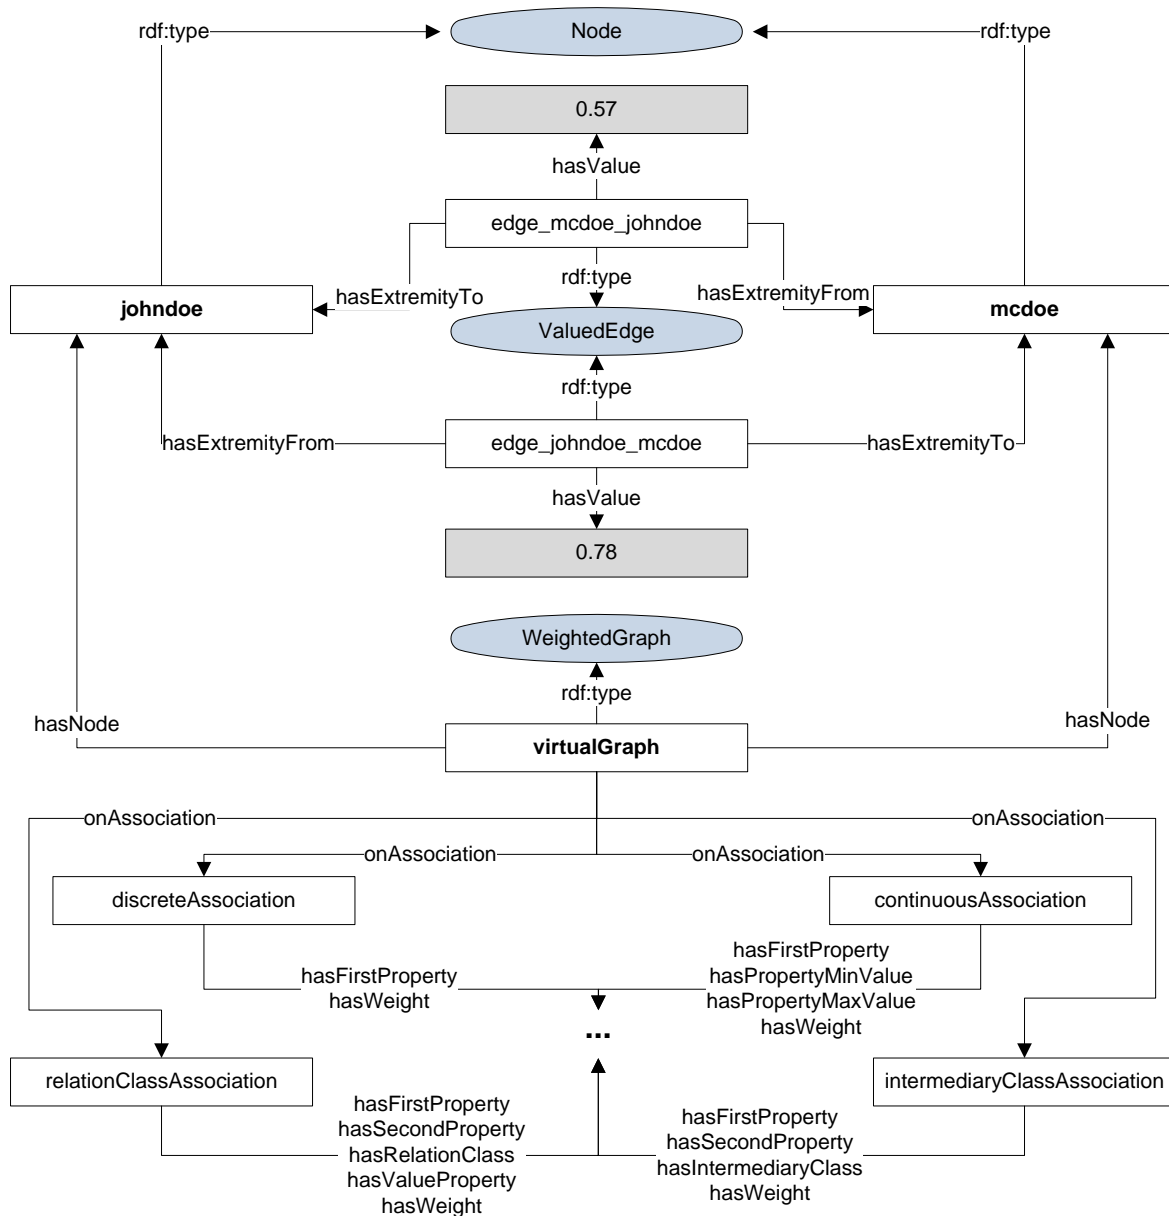 rdf:type
Node
rdf:type
0.57
hasValue
edge_mcdoe_johndoe
rdf:type
hasExtremityTo
hasExtremityFrom
johndoe
mcdoe
ValuedEdge
rdf:type
hasExtremityFrom
edge_johndoe_mcdoe
hasExtremityTo
hasValue
0.78
WeightedGraph
rdf:type
hasNode
hasNode
virtualGraph
onAssociation
onAssociation
onAssociation
onAssociation
discreteAssociation
continuousAssociation
hasFirstProperty
hasWeight
hasFirstProperty
hasPropertyMinValue
hasPropertyMaxValue
hasWeight
...
relationClassAssociation
intermediaryClassAssociation
hasFirstProperty
hasSecondProperty
hasRelationClass
hasValueProperty
hasWeight
hasFirstProperty
hasSecondProperty
hasIntermediaryClass
hasWeight